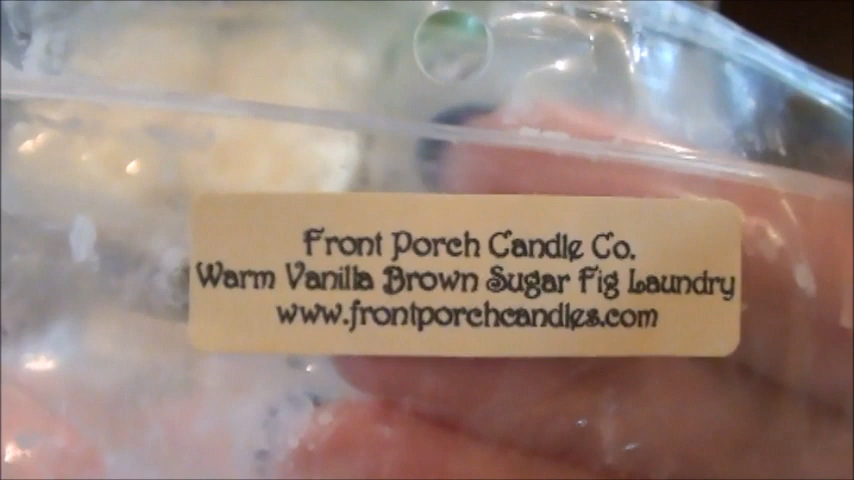 Front Porch Candle Co.
Warm Vanilla Brown Sugar Fig Laundry
www.frontporchcandles.com